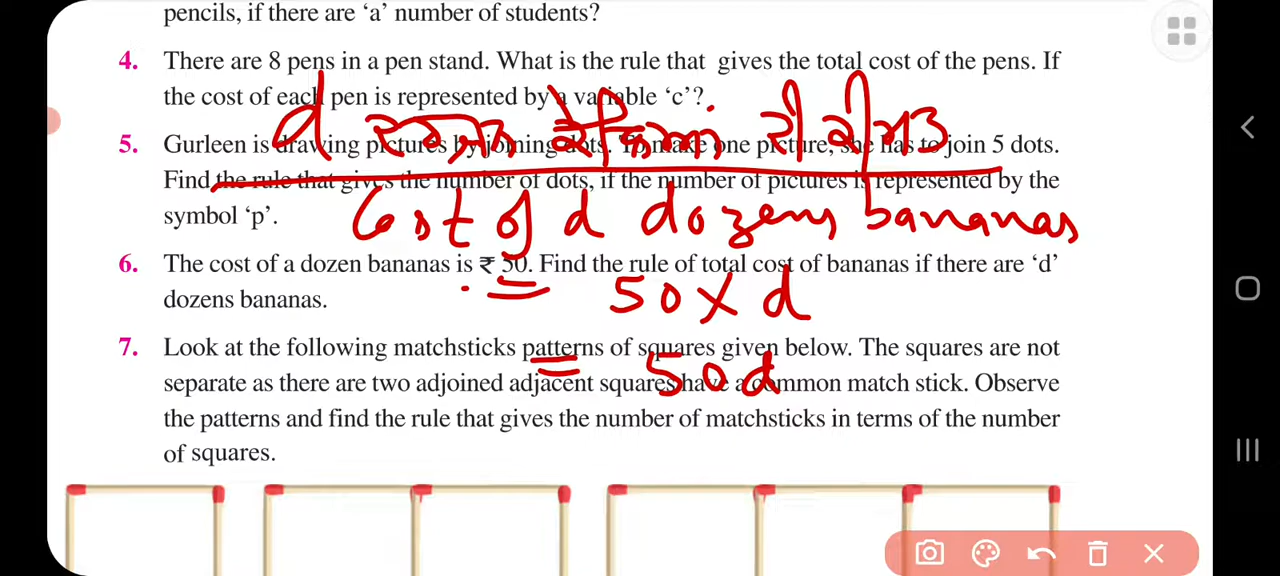 pencils, if there are ‘a’ number of students?
4. There are 8 pens in a pen stand. What is the rule that gives the total cost of the pens. If
the cost of each pen is represented by a variable ‘c’?
d
5. Gurleen is drawing pictures by joining dots. To make one picture, she has to join 5 dots.
Find the rule that gives the number of dots, if the number of pictures is represented by the
symbol ‘p’.
Cost of d dozens bananas
6. The cost of a dozen bananas is ₹ 50. Find the rule of total cost of bananas if there are ‘d’
dozens bananas.
= 50 × d
7. Look at the following matchsticks patterns of squares given below. The squares are not
separate as there are two adjoined adjacent squares have a common match stick. Observe
the patterns and find the rule that gives the number of matchsticks in terms of the number
of squares.
= 50d